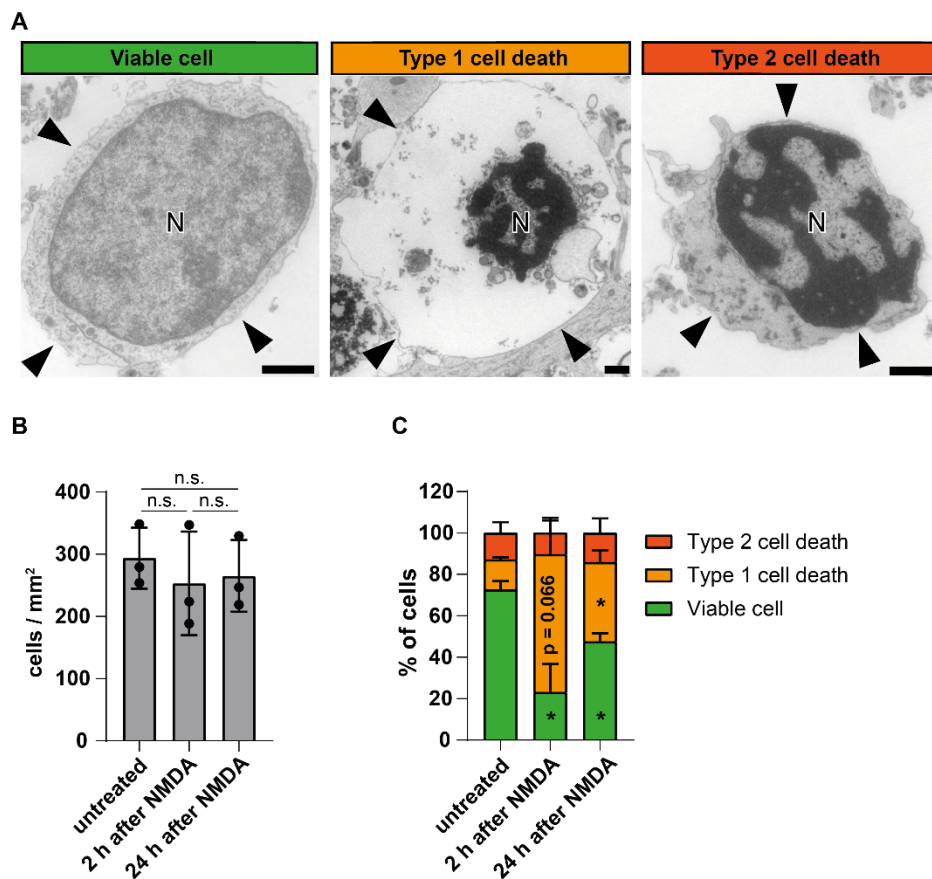 A
Viable cell
Type 1 cell death
Type 2 cell death
N
N
N
B
C
n.s.
n.s.
n.s.
400
300
200
100
0
cells / mm²
untreated
2 h after NMDA
24 h after NMDA
120
100
80
60
40
20
0
% of cells
p = 0.066
*
*
*
untreated
2 h after NMDA
24 h after NMDA
Type 2 cell death
Type 1 cell death
Viable cell